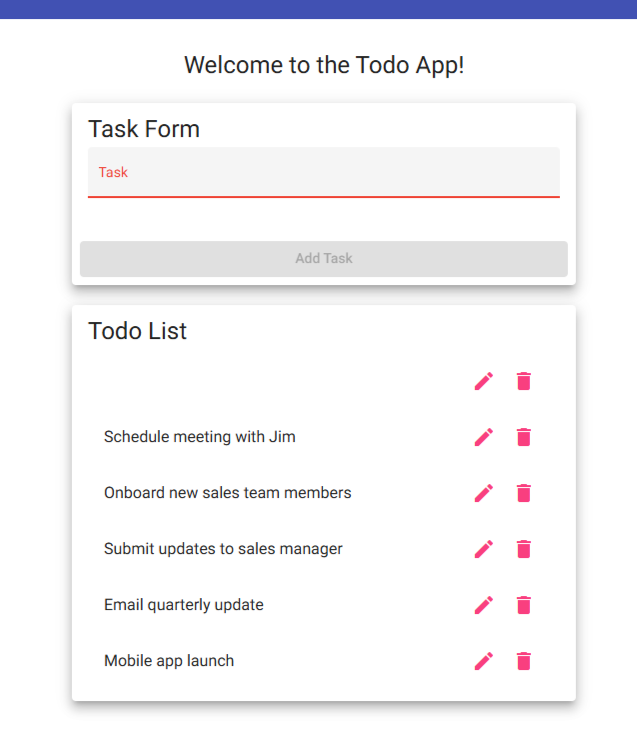 Welcome to the Todo App!
Task Form
Task
Add Task
Todo List
Schedule meeting with Jim
Onboard new sales team members
Submit updates to sales manager
Email quarterly update
Mobile app launch